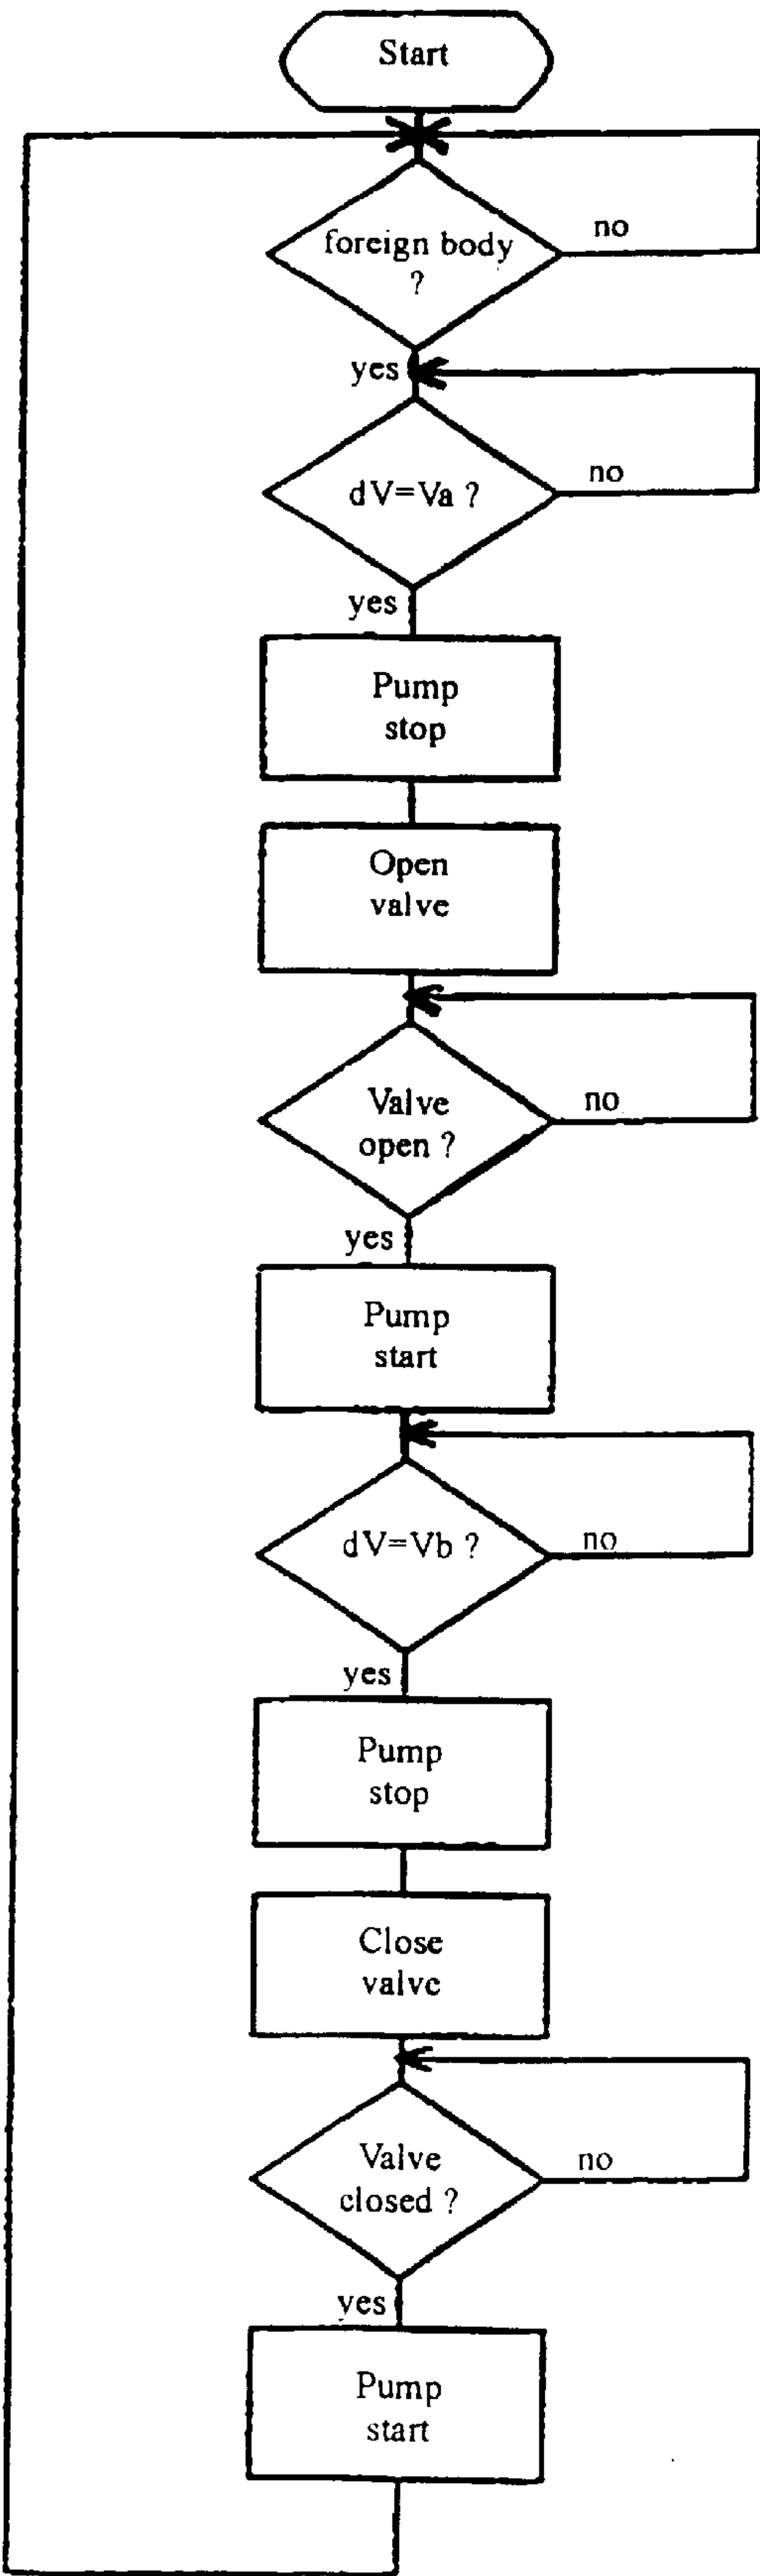 Start
foreign body
?
no
yes
dV=Va ?
no
yes
Pump
stop
Open
valve
Valve
open ?
no
yes
Pump
start
dV=Vb ?
no
yes
Pump
stop
Close
valve
Valve
closed ?
no
yes
Pump
start